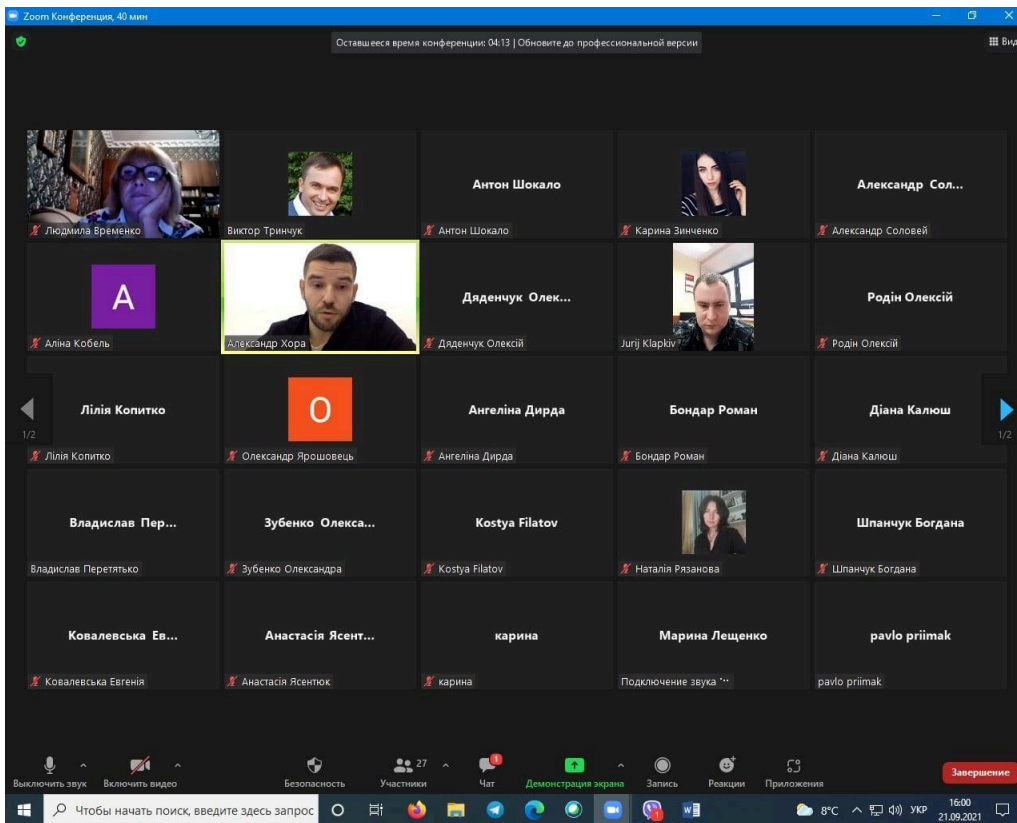 Zoom Конференция, 40 мин
Оставшееся время конференции: 04:13 | Обновите до профессиональной версии
Вид
Людмила Временко
Виктор Тринчук
Антон Шокало
Антон Шокало
Карина Зинченко
Александр Сол...
Александр Соловей
А
Аліна Кобель
Александр Хора
Дяденчук Олек...
Дяденчук Олексій
Jurij Klapkiv
Родін Олексій
Родін Олексій
1/2
Лілія Копитко
Лілія Копитко
О
Олександр Ярошовець
Ангеліна Дирда
Ангеліна Дирда
Бондар Роман
Бондар Роман
Діана Калюш
Діана Калюш
1/2
Владислав Пер...
Владислав Перетятько
Зубенко Олекса...
Зубенко Олександра
Kostya Filatov
Kostya Filatov
Наталія Рязанова
Шпанчук Богдана
Шпанчук Богдана
Ковалевська Ев...
Ковалевська Евгенія
Анастасія Ясент...
Анастасія Ясентюк
карина
карина
Марина Лещенко
Подключение звука ···
pavlo priimak
pavlo priimak
Выключить звук
Включить видео
Безопасность
27
Участники
1
Чат
Демонстрация экрана
Запись
Реакции
Приложения
Завершение
Чтобы начать поиск, введите здесь запрос
1
8°C
УКР
16:00
21.09.2021